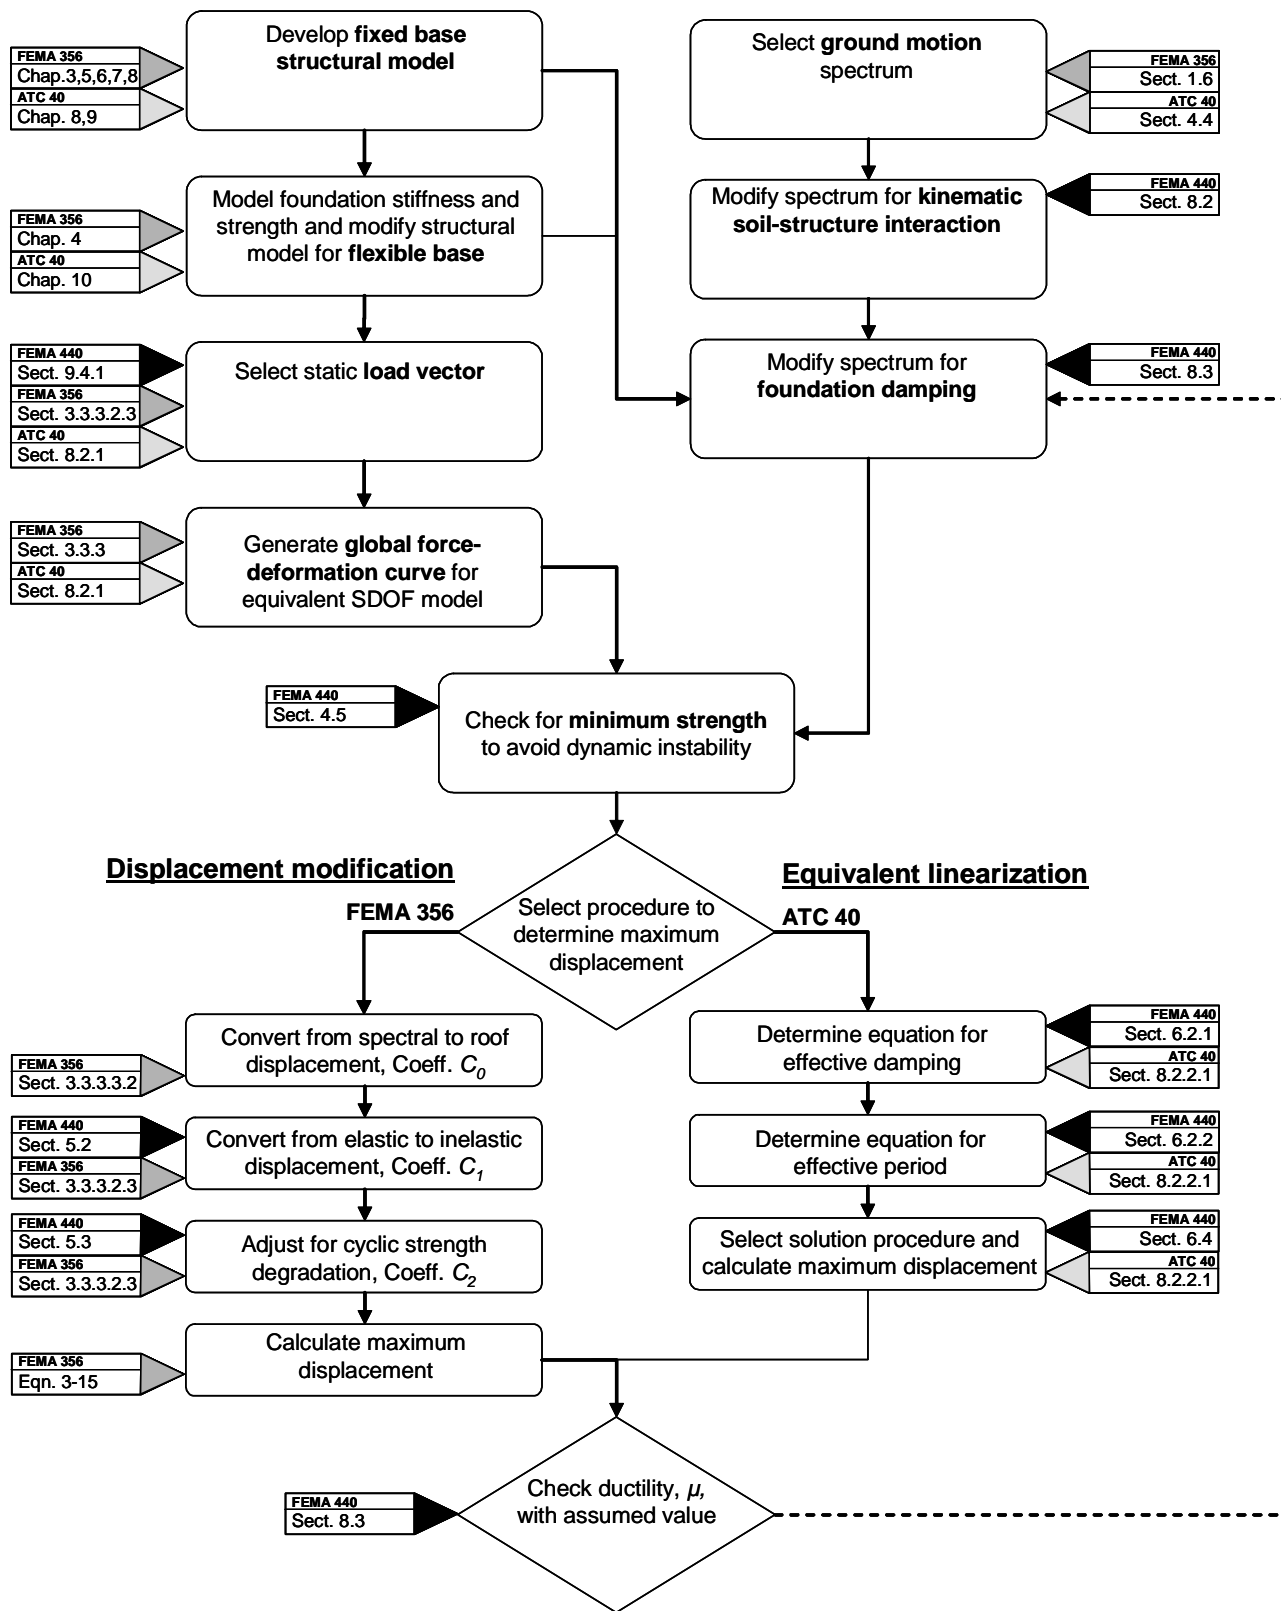 Develop fixed base
structural model
FEMA 356
Chap.3,5,6,7,8
ATC 40
Chap. 8,9
Select ground motion
spectrum
FEMA 356
Sect. 1.6
ATC 40
Sect. 4.4
Model foundation stiffness and
strength and modify structural
model for flexible base
FEMA 356
Chap. 4
ATC 40
Chap. 10
Modify spectrum for kinematic
soil-structure interaction
FEMA 440
Sect. 8.2
FEMA 440
Sect. 9.4.1
FEMA 356
Sect. 3.3.3.2.3
ATC 40
Sect. 8.2.1
Select static load vector
Modify spectrum for
foundation damping
FEMA 440
Sect. 8.3
FEMA 356
Sect. 3.3.3
ATC 40
Sect. 8.2.1
Generate global force-
deformation curve for
equivalent SDOF model
FEMA 440
Sect. 4.5
Check for minimum strength
to avoid dynamic instability
Displacement modification
Equivalent linearization
FEMA 356
ATC 40
Select procedure to
determine maximum
displacement
Convert from spectral to roof
displacement, Coeff. C0
FEMA 356
Sect. 3.3.3.3.2
Determine equation for
effective damping
FEMA 440
Sect. 6.2.1
ATC 40
Sect. 8.2.2.1
FEMA 440
Sect. 5.2
FEMA 356
Sect. 3.3.3.2.3
Convert from elastic to inelastic
displacement, Coeff. C1
Determine equation for
effective period
FEMA 440
Sect. 6.2.2
ATC 40
Sect. 8.2.2.1
FEMA 440
Sect. 5.3
FEMA 356
Sect. 3.3.3.2.3
Adjust for cyclic strength
degradation, Coeff. C2
Select solution procedure and
calculate maximum displacement
FEMA 440
Sect. 6.4
ATC 40
Sect. 8.2.2.1
Calculate maximum
displacement
FEMA 356
Eqn. 3-15
Check ductility, μ,
with assumed value
FEMA 440
Sect. 8.3